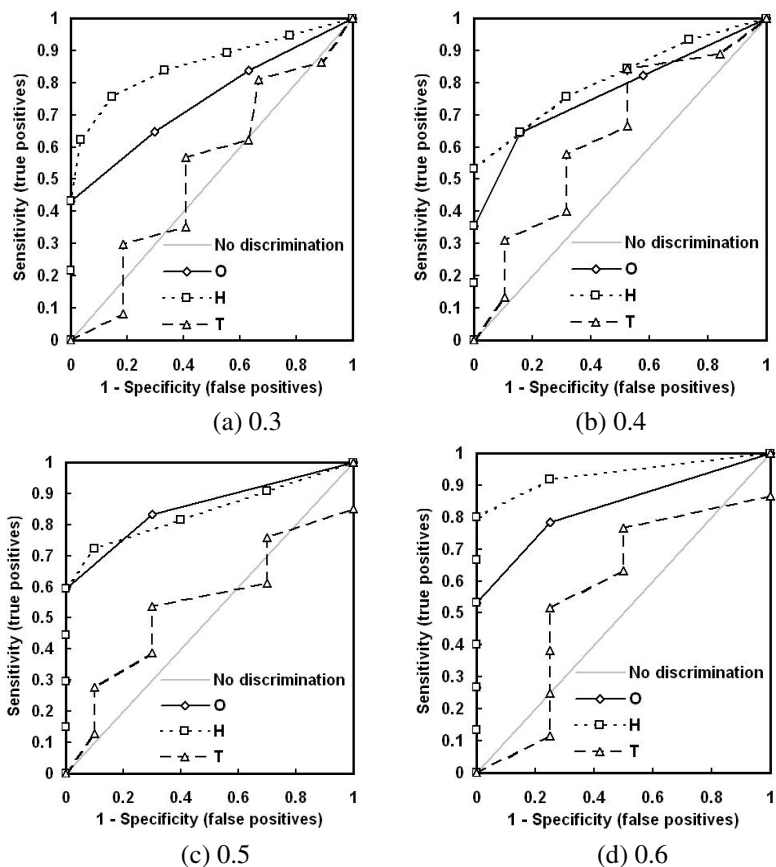 1
0.9
0.8
0.7
0.6
0.5
0.4
0.3
0.2
0.1
0
Sensitivity (true positives)
No discrimination
O
H
T
0 0.2 0.4 0.6 0.8 1
1 - Specificity (false positives)
(a) 0.3
1
0.9
0.8
0.7
0.6
0.5
0.4
0.3
0.2
0.1
0
Sensitivity (true positives)
No discrimination
O
H
T
0 0.2 0.4 0.6 0.8 1
1 - Specificity (false positives)
(b) 0.4
1
0.9
0.8
0.7
0.6
0.5
0.4
0.3
0.2
0.1
0
Sensitivity (true positives)
No discrimination
O
H
T
0 0.2 0.4 0.6 0.8 1
1 - Specificity (false positives)
(c) 0.5
1
0.9
0.8
0.7
0.6
0.5
0.4
0.3
0.2
0.1
0
Sensitivity (true positives)
No discrimination
O
H
T
0 0.2 0.4 0.6 0.8 1
1 - Specificity (false positives)
(d) 0.6